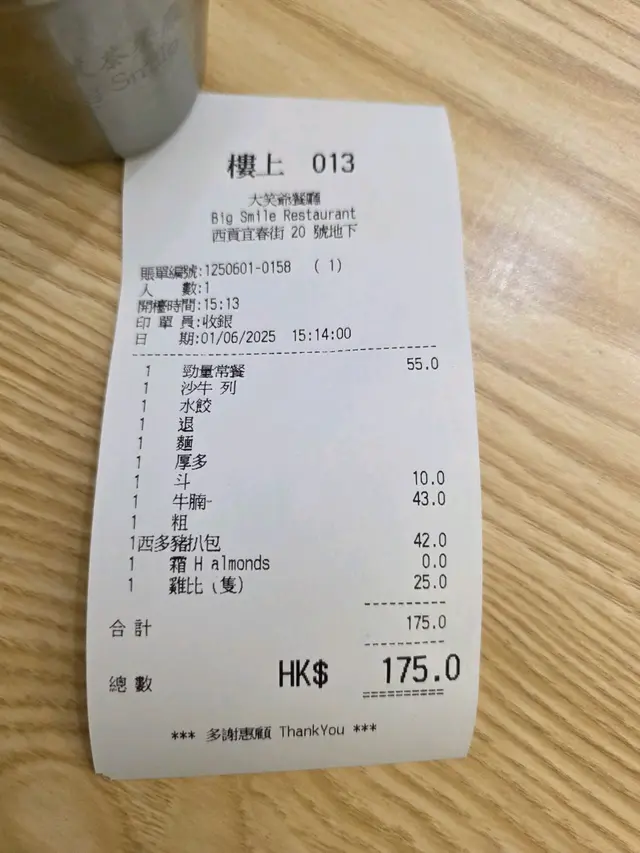 樓上 013
大笑爺餐廳
Big Smile Restaurant
西貢宜春街 20 號地下
賬單編號:1250601-0158 (1)
人 數:1
開檯時間:15:13
印單員:收銀
日 期:01/06/2025 15:14:00
1 勁量常餐 55.0
1 沙牛 列
1 水餃
1 退
1 麵
1 厚多
1 斗 10.0
1 牛腩- 43.0
1 粗
1西多豬扒包 42.0
1 霜 H almonds 0.0
1 雞比(隻) 25.0
合計 175.0
總數 HK$ 175.0
*** 多謝惠顧 ThankYou ***